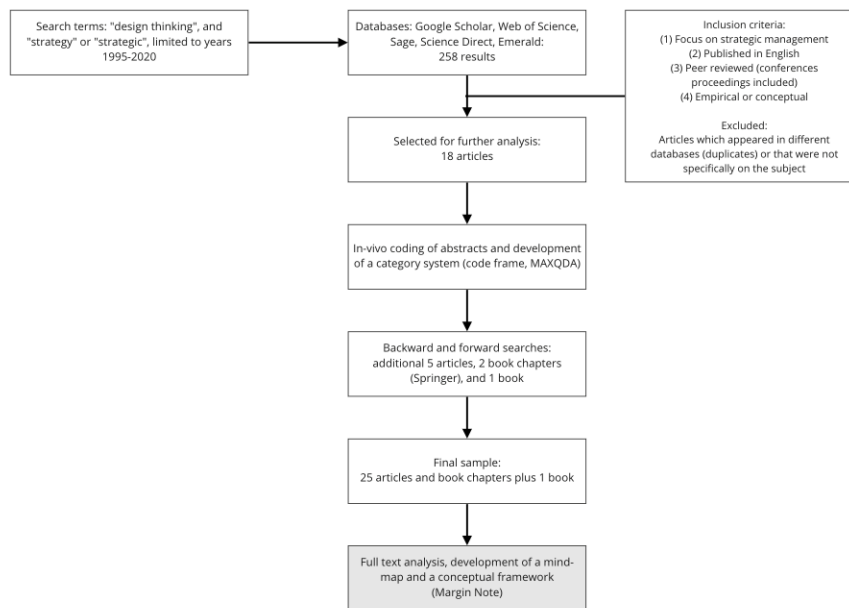 Search terms: "design thinking", and
"strategy" or "strategic", limited to years
1995-2020
Databases: Google Scholar, Web of Science,
Sage, Science Direct, Emerald:
258 results
Inclusion criteria:
(1) Focus on strategic management
(2) Published in English
(3) Peer reviewed (conferences
proceedings included)
(4) Empirical or conceptual
Excluded:
Articles which appeared in different
databases (duplicates) or that were not
specifically on the subject
Selected for further analysis:
18 articles
In-vivo coding of abstracts and development
of a category system (code frame, MAXQDA)
Backward and forward searches:
additional 5 articles, 2 book chapters
(Springer), and 1 book
Final sample:
25 articles and book chapters plus 1 book
Full text analysis, development of a mind-
map and a conceptual framework
(Margin Note)